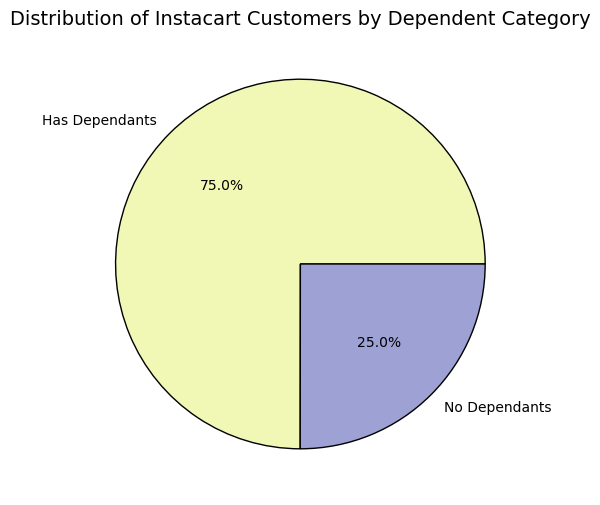 Distribution of Instacart Customers by Dependent Category
Has Dependants
75.0%
25.0%
No Dependants